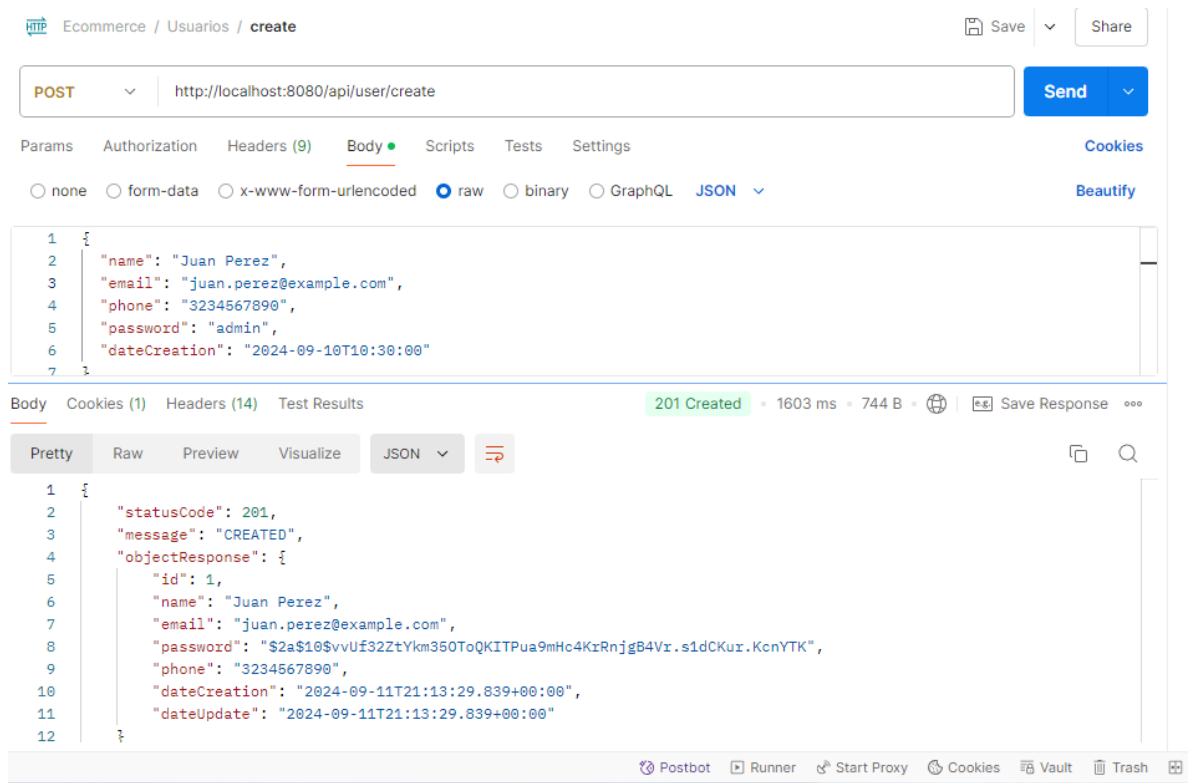 HTTP Ecommerce / Usuarios / create Save Share
POST http://localhost:8080/api/user/create Send
Params Authorization Headers (9) Body Scripts Tests Settings Cookies
none form-data x-www-form-urlencoded raw binary GraphQL JSON Beautify
1 {
2 "name": "Juan Perez",
3 "email": "juan.perez@example.com",
4 "phone": "3234567890",
5 "password": "admin",
6 "dateCreation": "2024-09-10T10:30:00"
7 }
Body Cookies (1) Headers (14) Test Results 201 Created 1603 ms 744 B e.g. Save Response
Pretty Raw Preview Visualize JSON
1 {
2 "statusCode": 201,
3 "message": "CREATED",
4 "objectResponse": {
5 "id": 1,
6 "name": "Juan Perez",
7 "email": "juan.perez@example.com",
8 "password": "$2a$10$vvUf32ZtYkm35OToQKITPua9mHc4KrRnjgB4Vr.s1dCKur.KcnYTK",
9 "phone": "3234567890",
10 "dateCreation": "2024-09-11T21:13:29.839+00:00",
11 "dateUpdate": "2024-09-11T21:13:29.839+00:00"
12 }
Postbot Runner Start Proxy Cookies Vault Trash